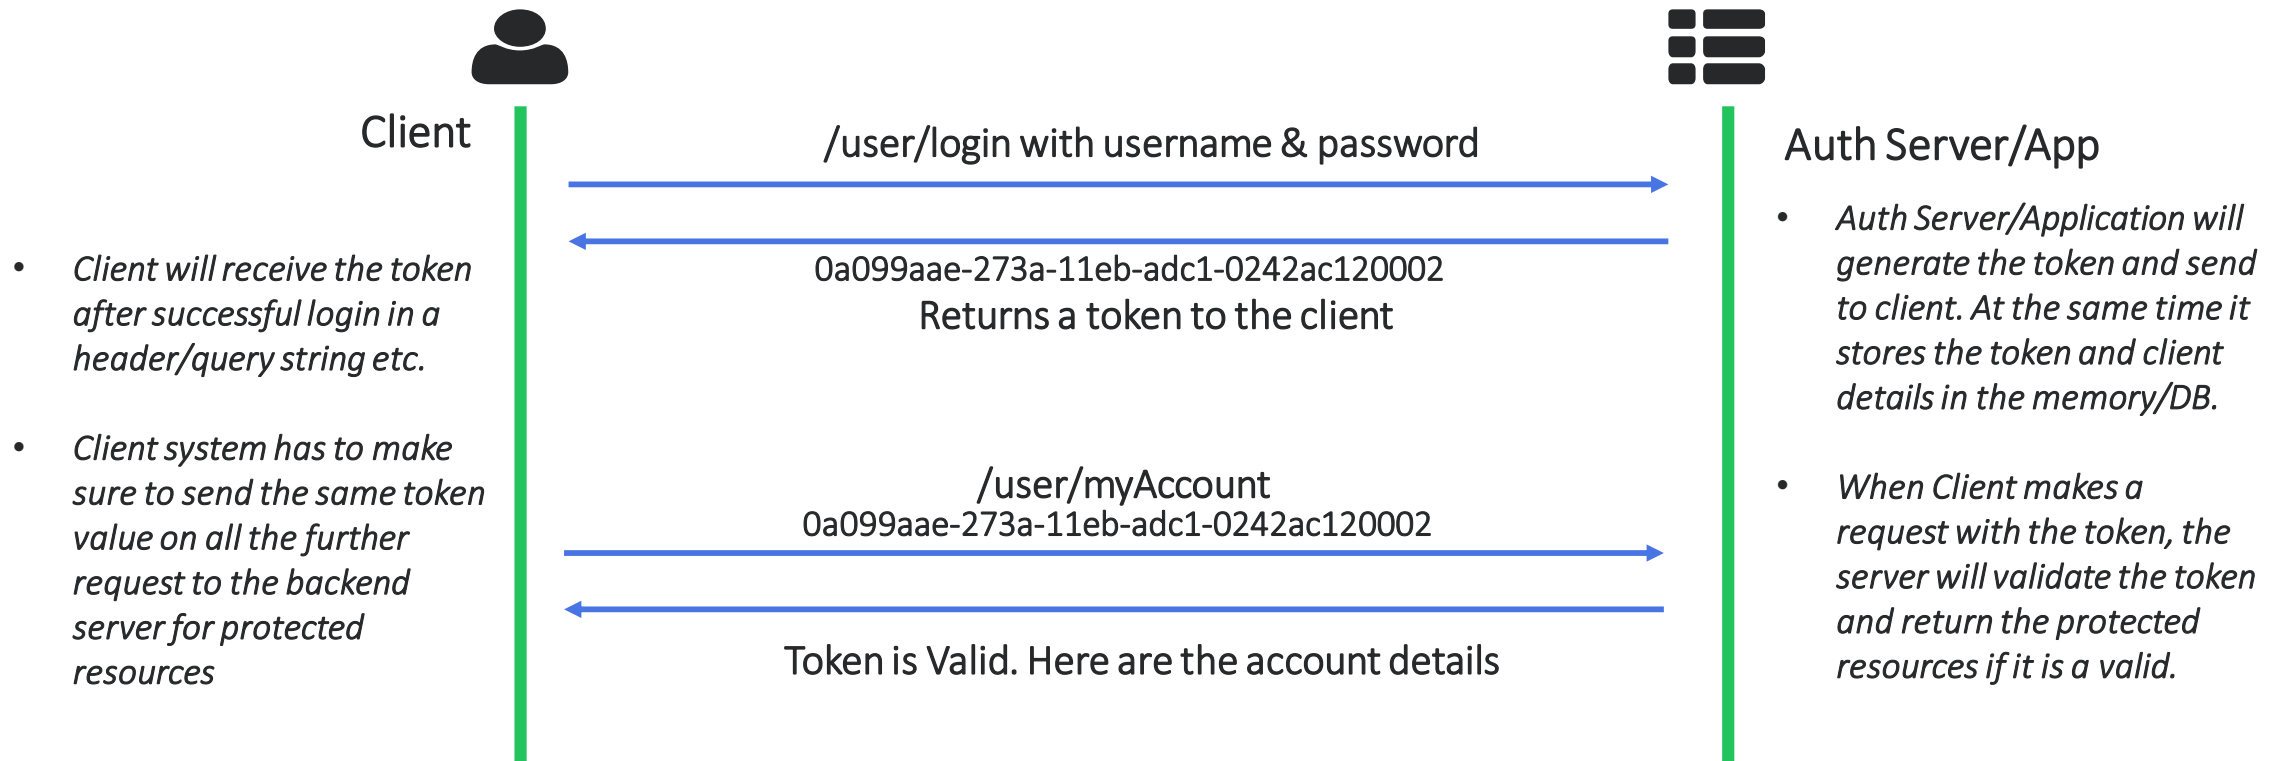 Client
/user/login with username & password
Auth Server/App
0a099aae-273a-11eb-adc1-0242ac120002
Returns a token to the client
• Client will receive the token
after successful login in a
header/query string etc.
• Client system has to make
sure to send the same token
value on all the further
request to the backend
server for protected
resources
/user/myAccount
0a099aae-273a-11eb-adc1-0242ac120002
Token is Valid. Here are the account details
• Auth Server/Application will
generate the token and send
to client. At the same time it
stores the token and client
details in the memory/DB.
• When Client makes a
request with the token, the
server will validate the token
and return the protected
resources if it is a valid.